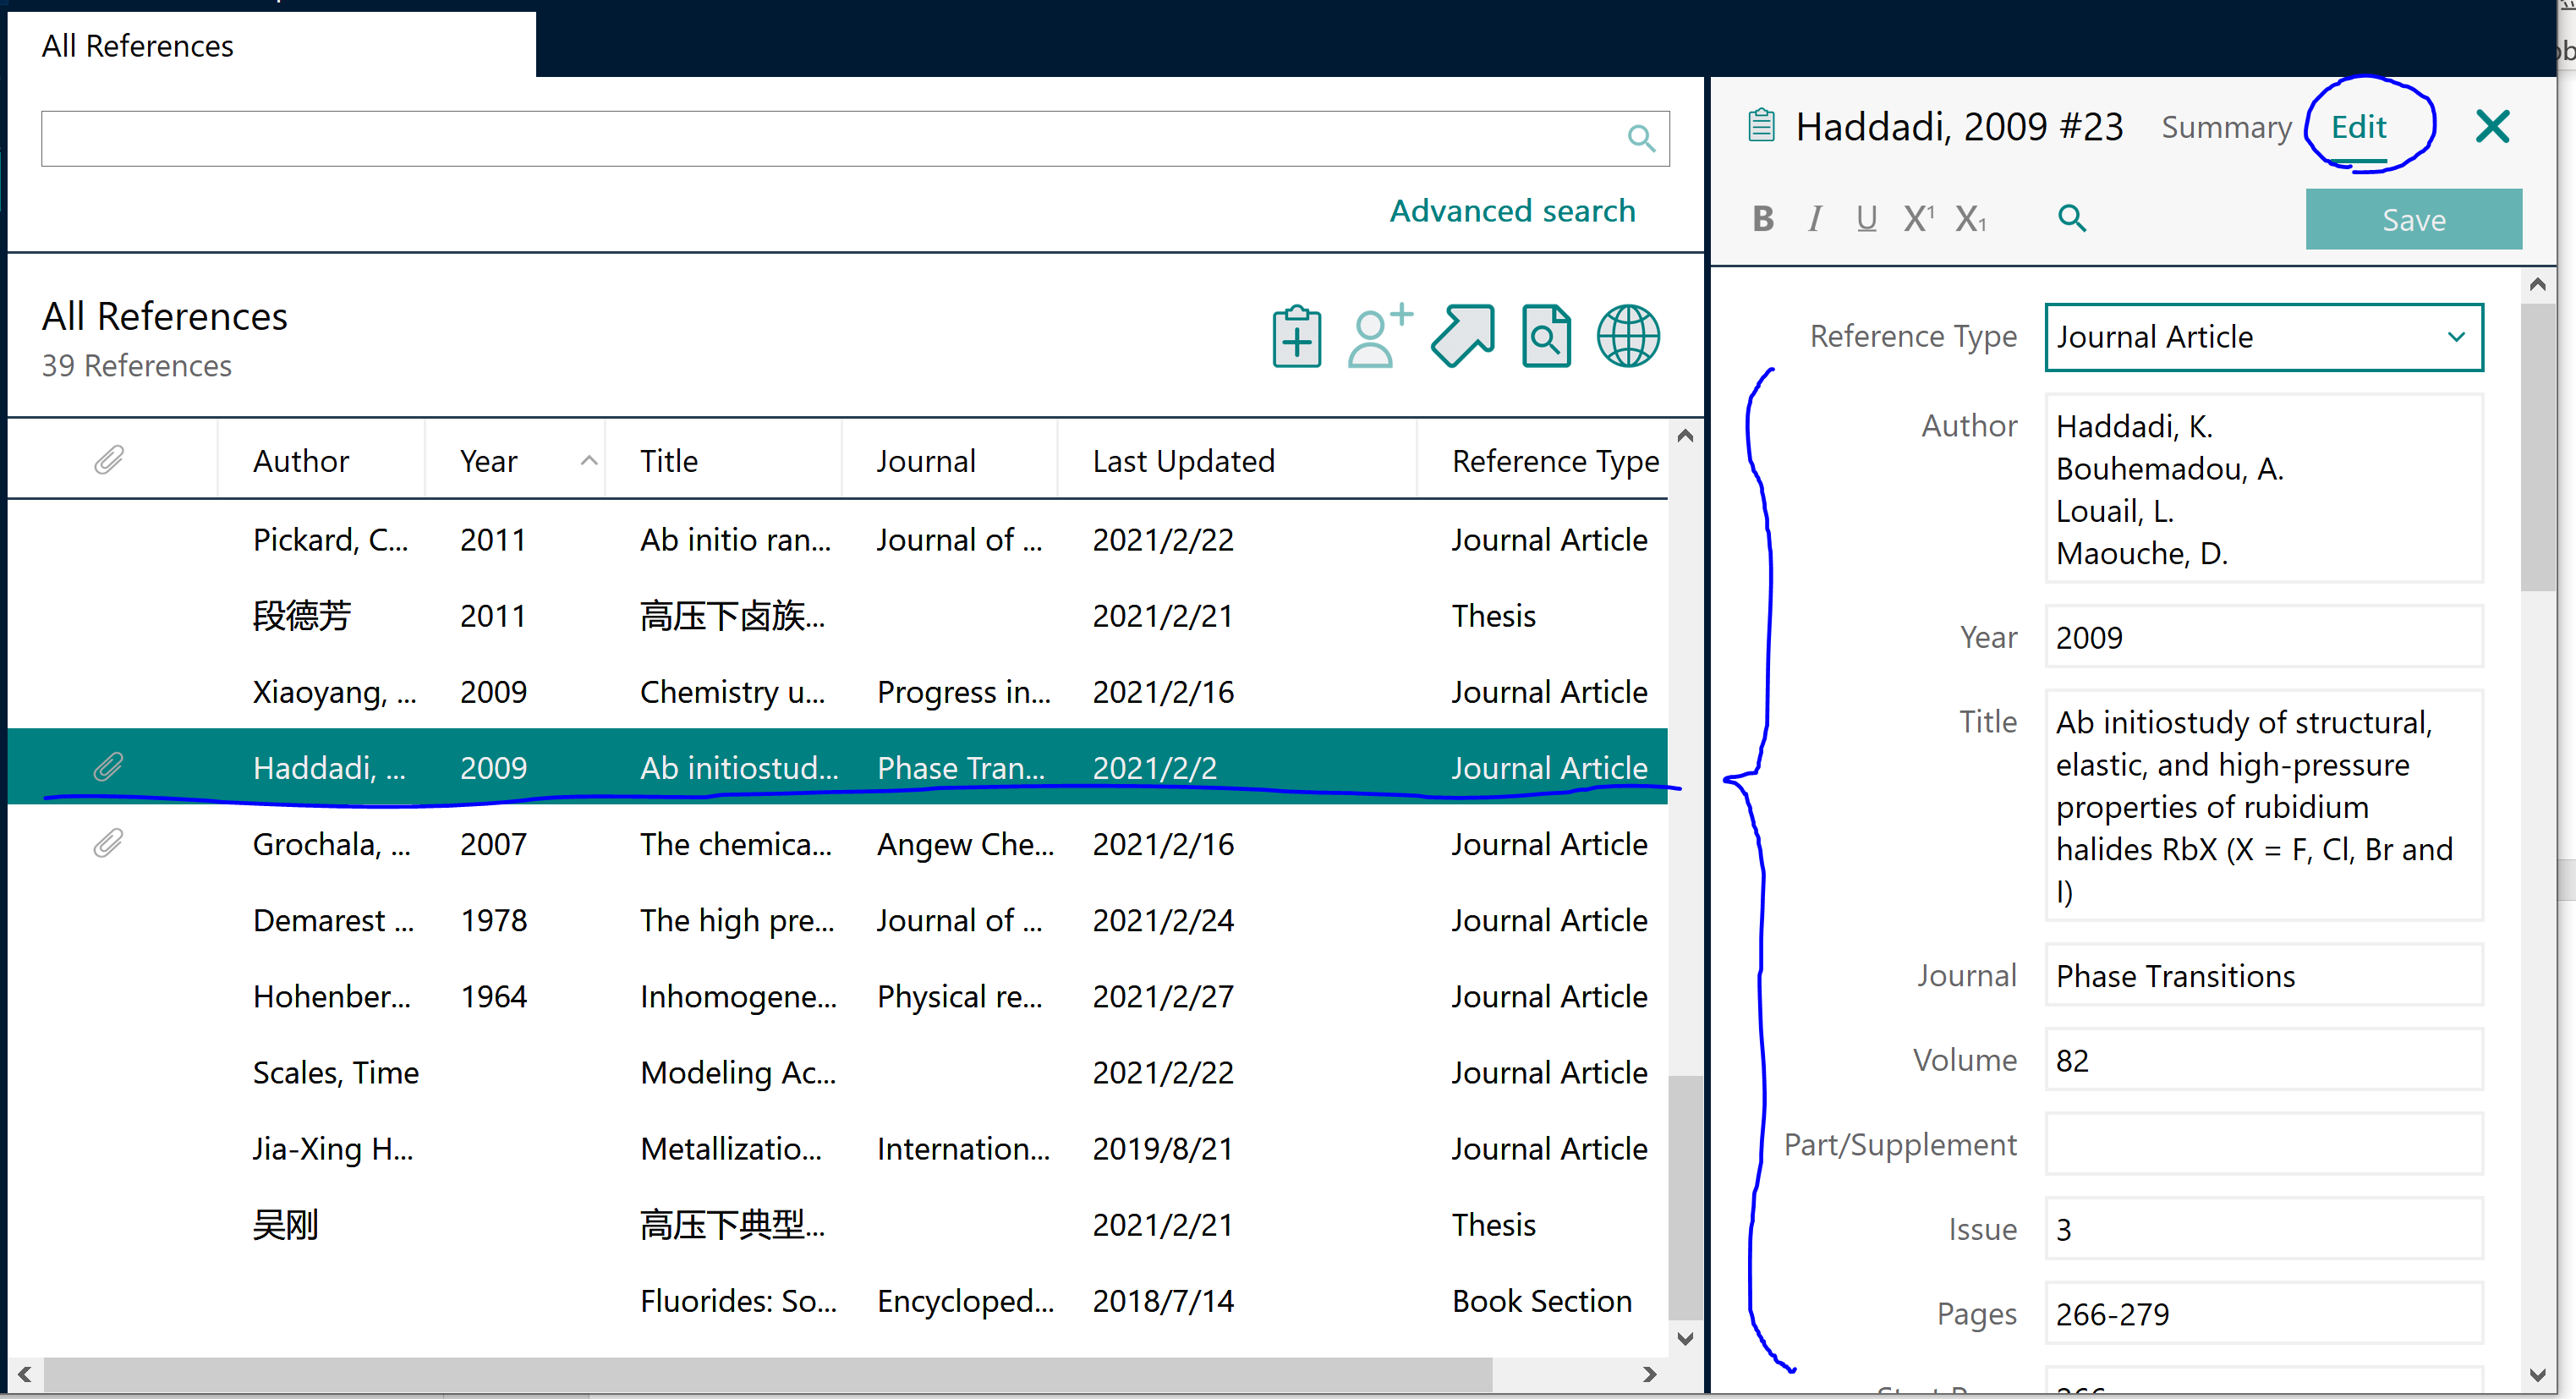 All References
Advanced search
All References
39 References
Author Year Title Journal Last Updated Reference Type
Pickard, C... 2011 Ab initio ran... Journal of ... 2021/2/22 Journal Article
段德芳 2011 高压下卤族... 2021/2/21 Thesis
Xiaoyang, ... 2009 Chemistry u... Progress in... 2021/2/16 Journal Article
Haddadi, ... 2009 Ab initiostud... Phase Tran... 2021/2/2 Journal Article
Grochala, ... 2007 The chemica... Angew Che... 2021/2/16 Journal Article
Demarest ... 1978 The high pre... Journal of ... 2021/2/24 Journal Article
Hohenber... 1964 Inhomogene... Physical re... 2021/2/27 Journal Article
Scales, Time Modeling Ac... 2021/2/22 Journal Article
Jia-Xing H... Metallizatio... Internation... 2019/8/21 Journal Article
吴刚 高压下典型... 2021/2/21 Thesis
Fluorides: So... Encycloped... 2018/7/14 Book Section
Haddadi, 2009 #23 Summary Edit
B I U X¹ X₁ Save
Reference Type Journal Article
Author Haddadi, K.
Bouhemadou, A.
Louail, L.
Maouche, D.
Year 2009
Title Ab initiostudy of structural,
elastic, and high-pressure
properties of rubidium
halides RbX (X = F, Cl, Br and
I)
Journal Phase Transitions
Volume 82
Part/Supplement
Issue 3
Pages 266-279